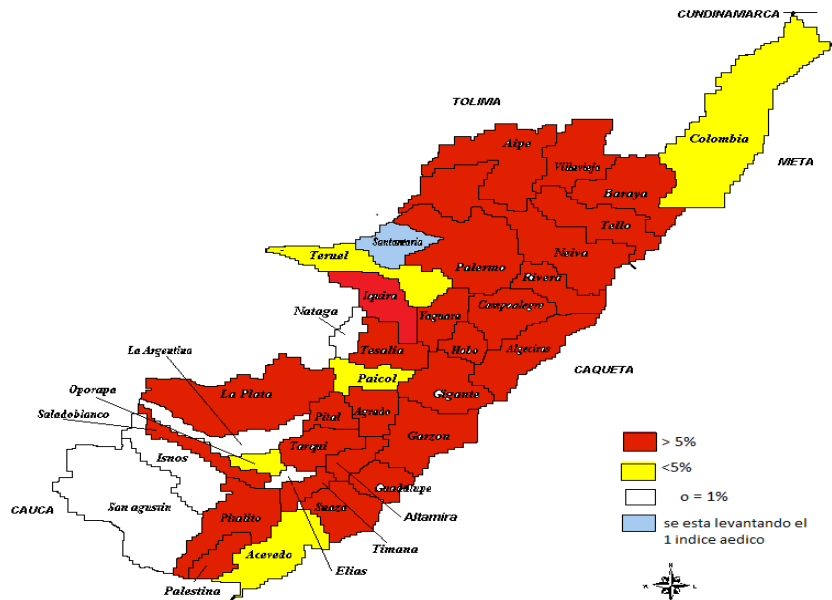 CUNDINAMARCA
TOLIMA
Aipe
Villavieja
Colombia
META
Baraya
Tello
Santamaria
Teruel
Neiva
Palermo
Rivera
Iquira
Nataga
Yaguara
Campoalegre
Tesalia
Hobo
Algeciras
La Argentina
CAQUETA
Oporapa
Paicol
La Plata
Gigante
Saladobianco
Pital
Agrado
Isnos
Tarqui
Garzon
> 5%
<5%
o = 1%
se esta levantando el
1 indice aedico
CAUCA
San agustin
Guadalupe
Pitalito
Suaza
Altamira
Acevedo
Timana
Elias
Palestina
N